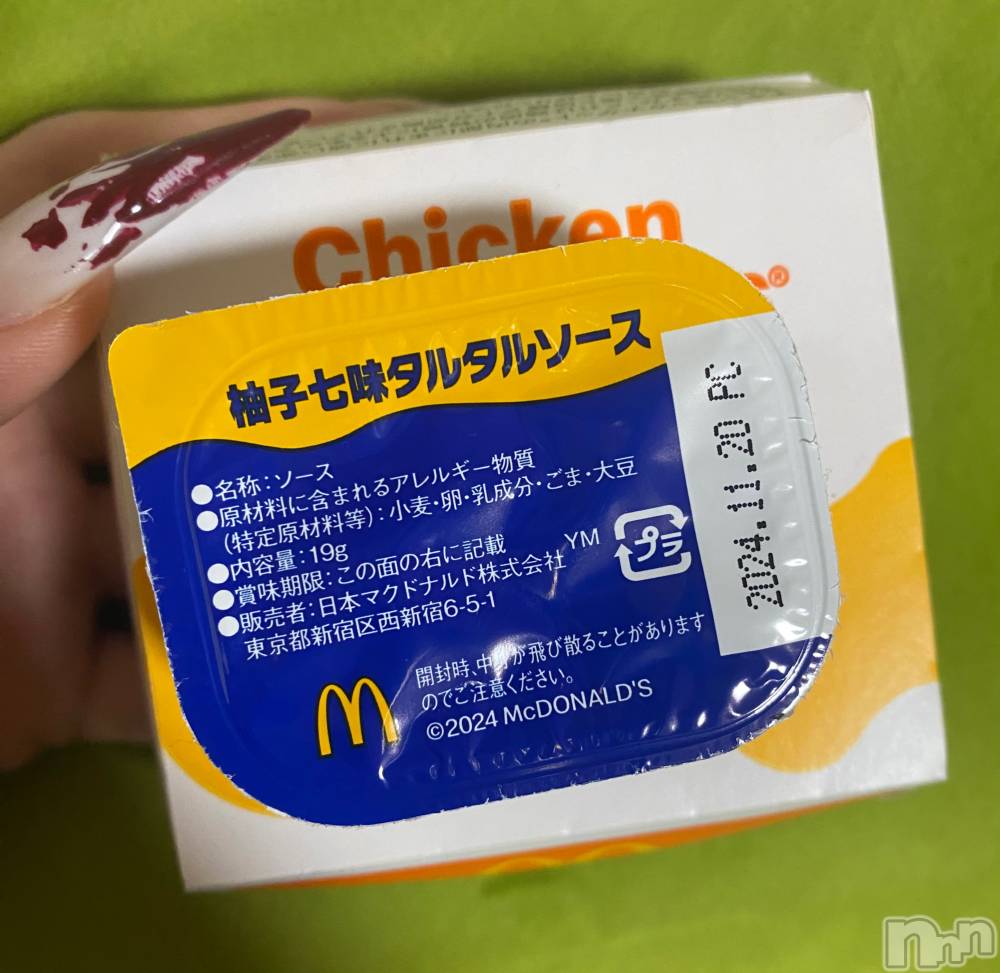 Chicken
®
柚子七味タルタルソース
●名称：ソース
●原材料に含まれるアレルギー物質
(特定原材料等)：小麦・卵・乳成分・ごま・大豆
●内容量：19g
●賞味期限：この面の右に記載
●販売者：日本マクドナルド株式会社 YM
東京都新宿区西新宿6-5-1
プラ
2024.11.20 PC
開封時、中身が飛び散ることがあります
のでご注意ください。
©2024 McDONALD'S
nnn